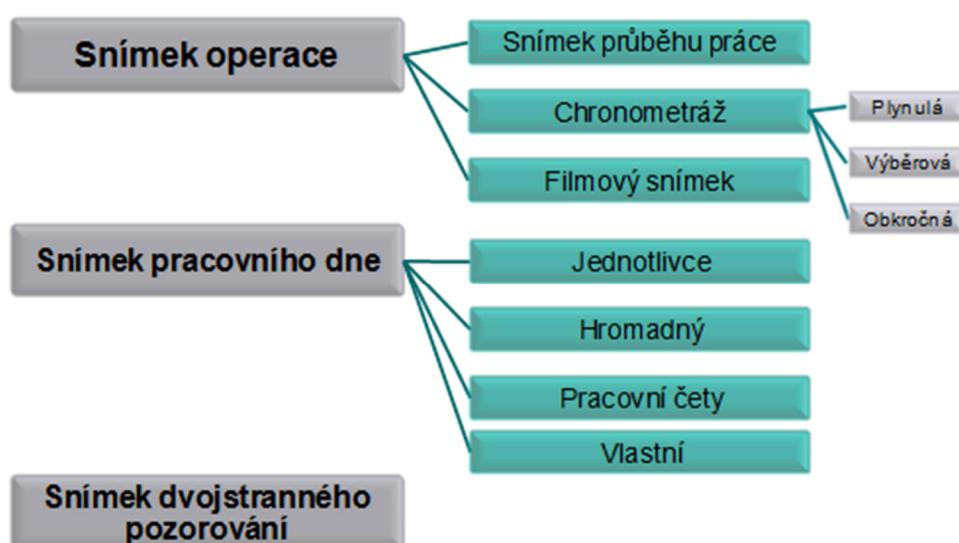 Snímek operace
Snímek průběhu práce
Chronometráž
Plynulá
Výběrová
Filmový snímek
Obkročná
Snímek pracovního dne
Jednotlivce
Hromadný
Pracovní čety
Vlastní
Snímek dvojstranného
pozorování